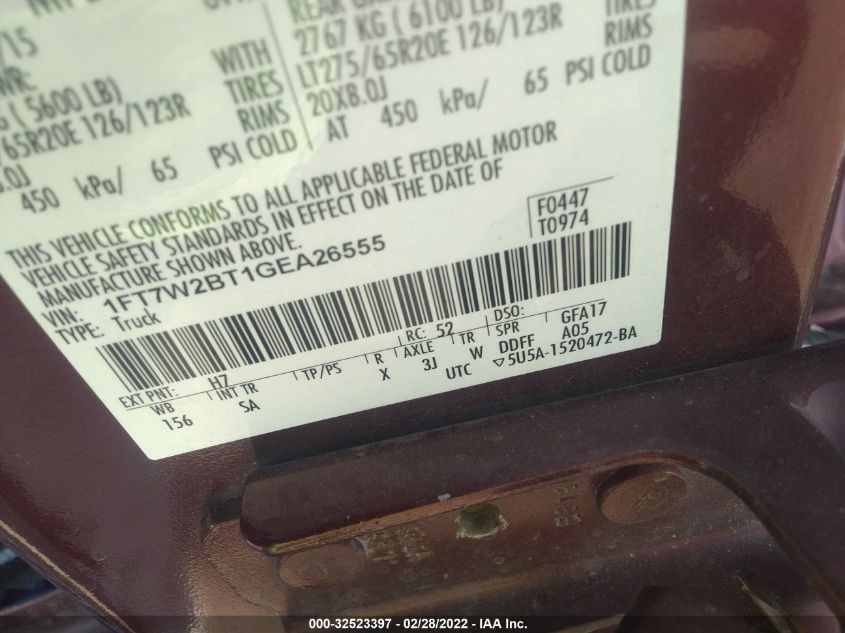 /15
WITH
TIRES
RIMS
PSI COLD
( 5600 LB)
/65R20E 126/123R
8.0J
450 kPa/ 65
2767 KG ( 6100 LB)
LT275/65R20E 126/123R
20X8.0J
AT 450 kPa/ 65 PSI COLD
TIRES
RIMS
THIS VEHICLE CONFORMS TO ALL APPLICABLE FEDERAL MOTOR
VEHICLE SAFETY STANDARDS IN EFFECT ON THE DATE OF
MANUFACTURE SHOWN ABOVE.
F0447
T0974
VIN: 1FT7W2BT1GEA26555
TYPE: Truck
EXT PNT: H7 RC: 52 DSO:
WB INT TR TP/PS R AXLE TR SPR GFA17
156 SA X 3J W DDFF A05
UTC ▽5U5A-1520472-BA
000-32523397 - 02/28/2022 - IAA Inc.